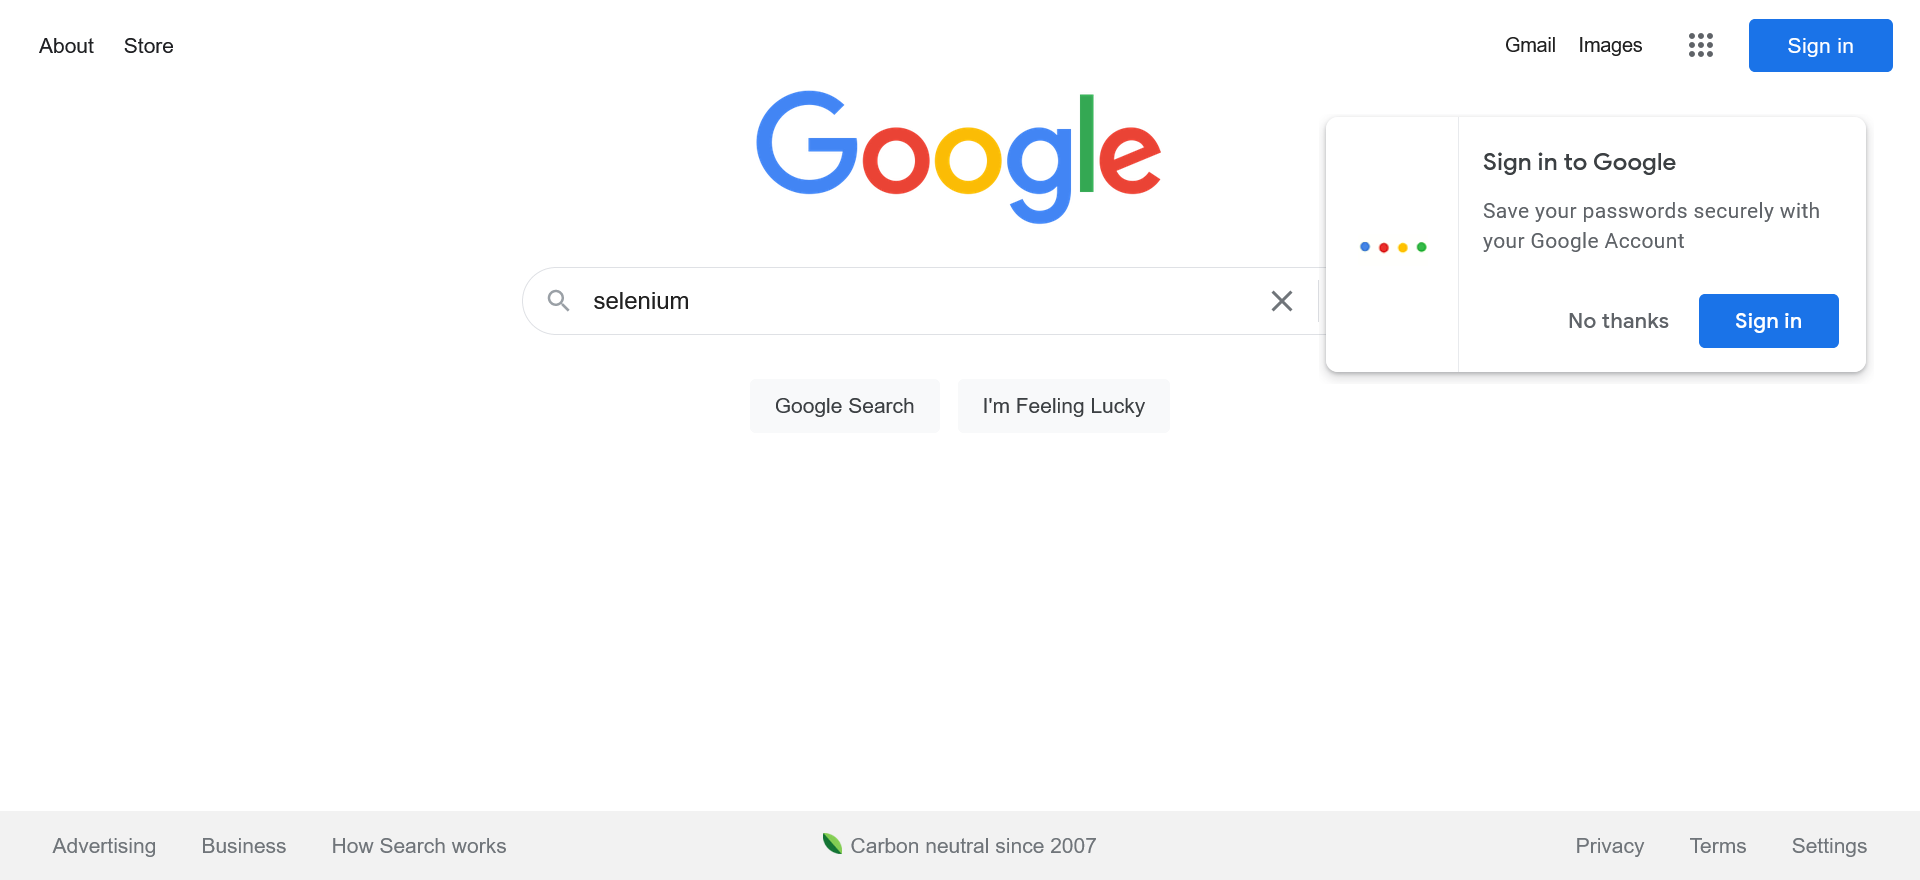 About Store
Gmail Images Sign in
Google
Sign in to Google
Save your passwords securely with
your Google Account
No thanks Sign in
selenium
Google Search I'm Feeling Lucky
Advertising Business How Search works
Carbon neutral since 2007
Privacy Terms Settings